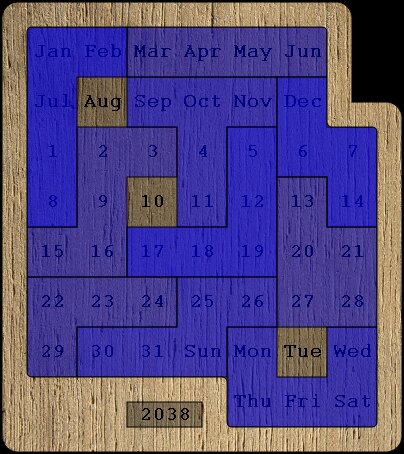 Jan Feb Mar Apr May Jun
Jul Aug Sep Oct Nov Dec
1 2 3 4 5 6 7
8 9 10 11 12 13 14
15 16 17 18 19 20 21
22 23 24 25 26 27 28
29 30 31 Sun Mon Tue Wed
Thu Fri Sat
2038